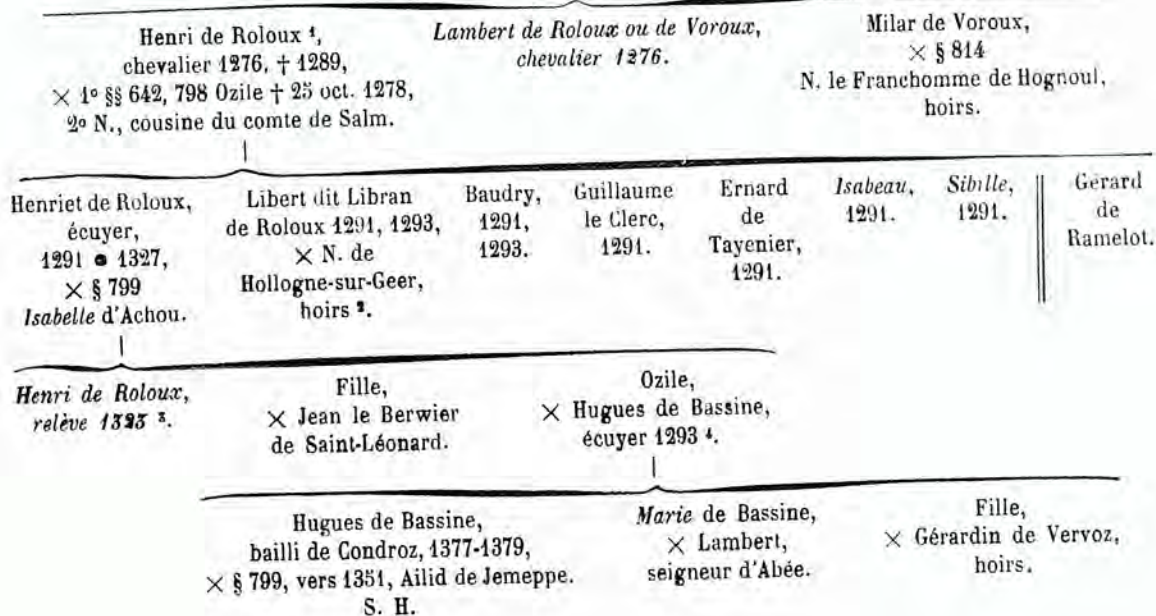 Henri de Roloux ¹,
chevalier 1276, † 1289,
× 1º §§ 642, 798 Ozile † 25 oct. 1278,
2º N., cousine du comte de Salm.
Lambert de Roloux ou de Voroux,
chevalier 1276.
Milar de Voroux,
× § 814
N. le Franchomme de Hognoul,
hoirs.
Henriet de Roloux,
écuyer,
1291 • 1327,
× § 799
Isabelle d'Achou.
Libert dit Libran
de Roloux 1291, 1293,
× N. de
Hollogne-sur-Geer,
hoirs ².
Baudry,
1291,
1293.
Guillaume
le Clerc,
1291.
Ernard
de
Tayenier,
1291.
Isabeau,
1291.
Sibille,
1291.
Gérard
de
Ramelot.
Henri de Roloux,
relève 1323 ³.
Fille,
× Jean le Berwier
de Saint-Léonard.
Ozile,
× Hugues de Bassine,
écuyer 1293 ⁴.
Hugues de Bassine,
bailli de Condroz, 1377-1379,
× § 799, vers 1351, Ailid de Jemeppe.
S. H.
Marie de Bassine,
× Lambert,
seigneur d'Abée.
Fille,
× Gérardin de Vervoz,
hoirs.